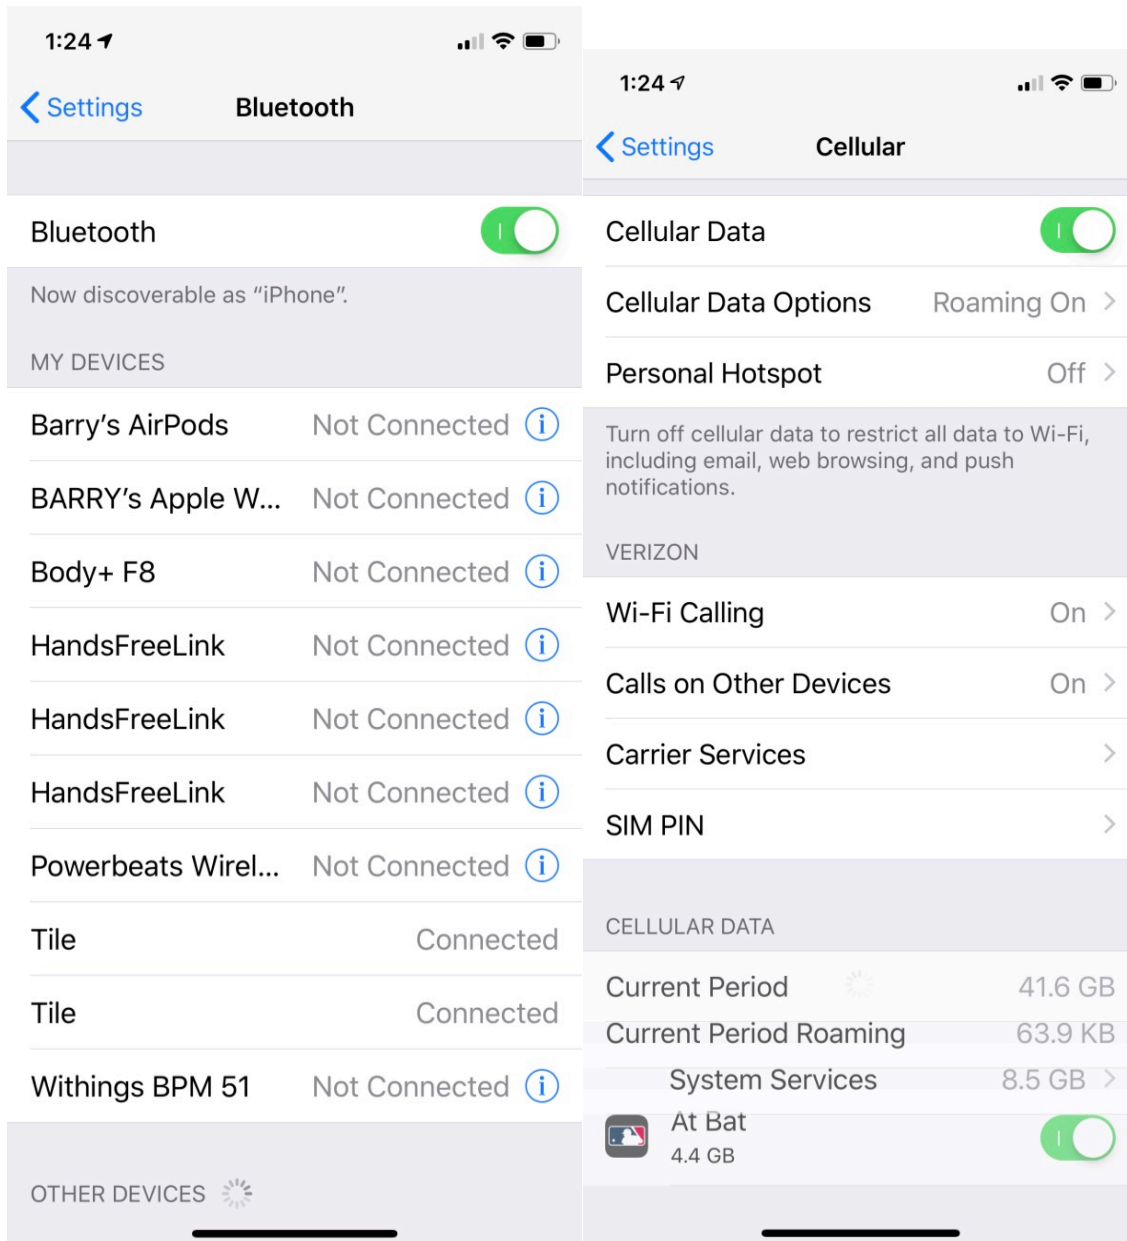 1:24
Settings
Bluetooth
Bluetooth
Now discoverable as “iPhone”.
MY DEVICES
Barry’s AirPods Not Connected
BARRY’s Apple W... Not Connected
Body+ F8 Not Connected
HandsFreeLink Not Connected
HandsFreeLink Not Connected
HandsFreeLink Not Connected
Powerbeats Wirel... Not Connected
Tile Connected
Tile Connected
Withings BPM 51 Not Connected
OTHER DEVICES
1:24
Settings
Cellular
Cellular Data
Cellular Data Options Roaming On
Personal Hotspot Off
Turn off cellular data to restrict all data to Wi-Fi,
including email, web browsing, and push
notifications.
VERIZON
Wi-Fi Calling On
Calls on Other Devices On
Carrier Services
SIM PIN
CELLULAR DATA
Current Period 41.6 GB
Current Period Roaming 63.9 KB
System Services 8.5 GB
At Bat
4.4 GB